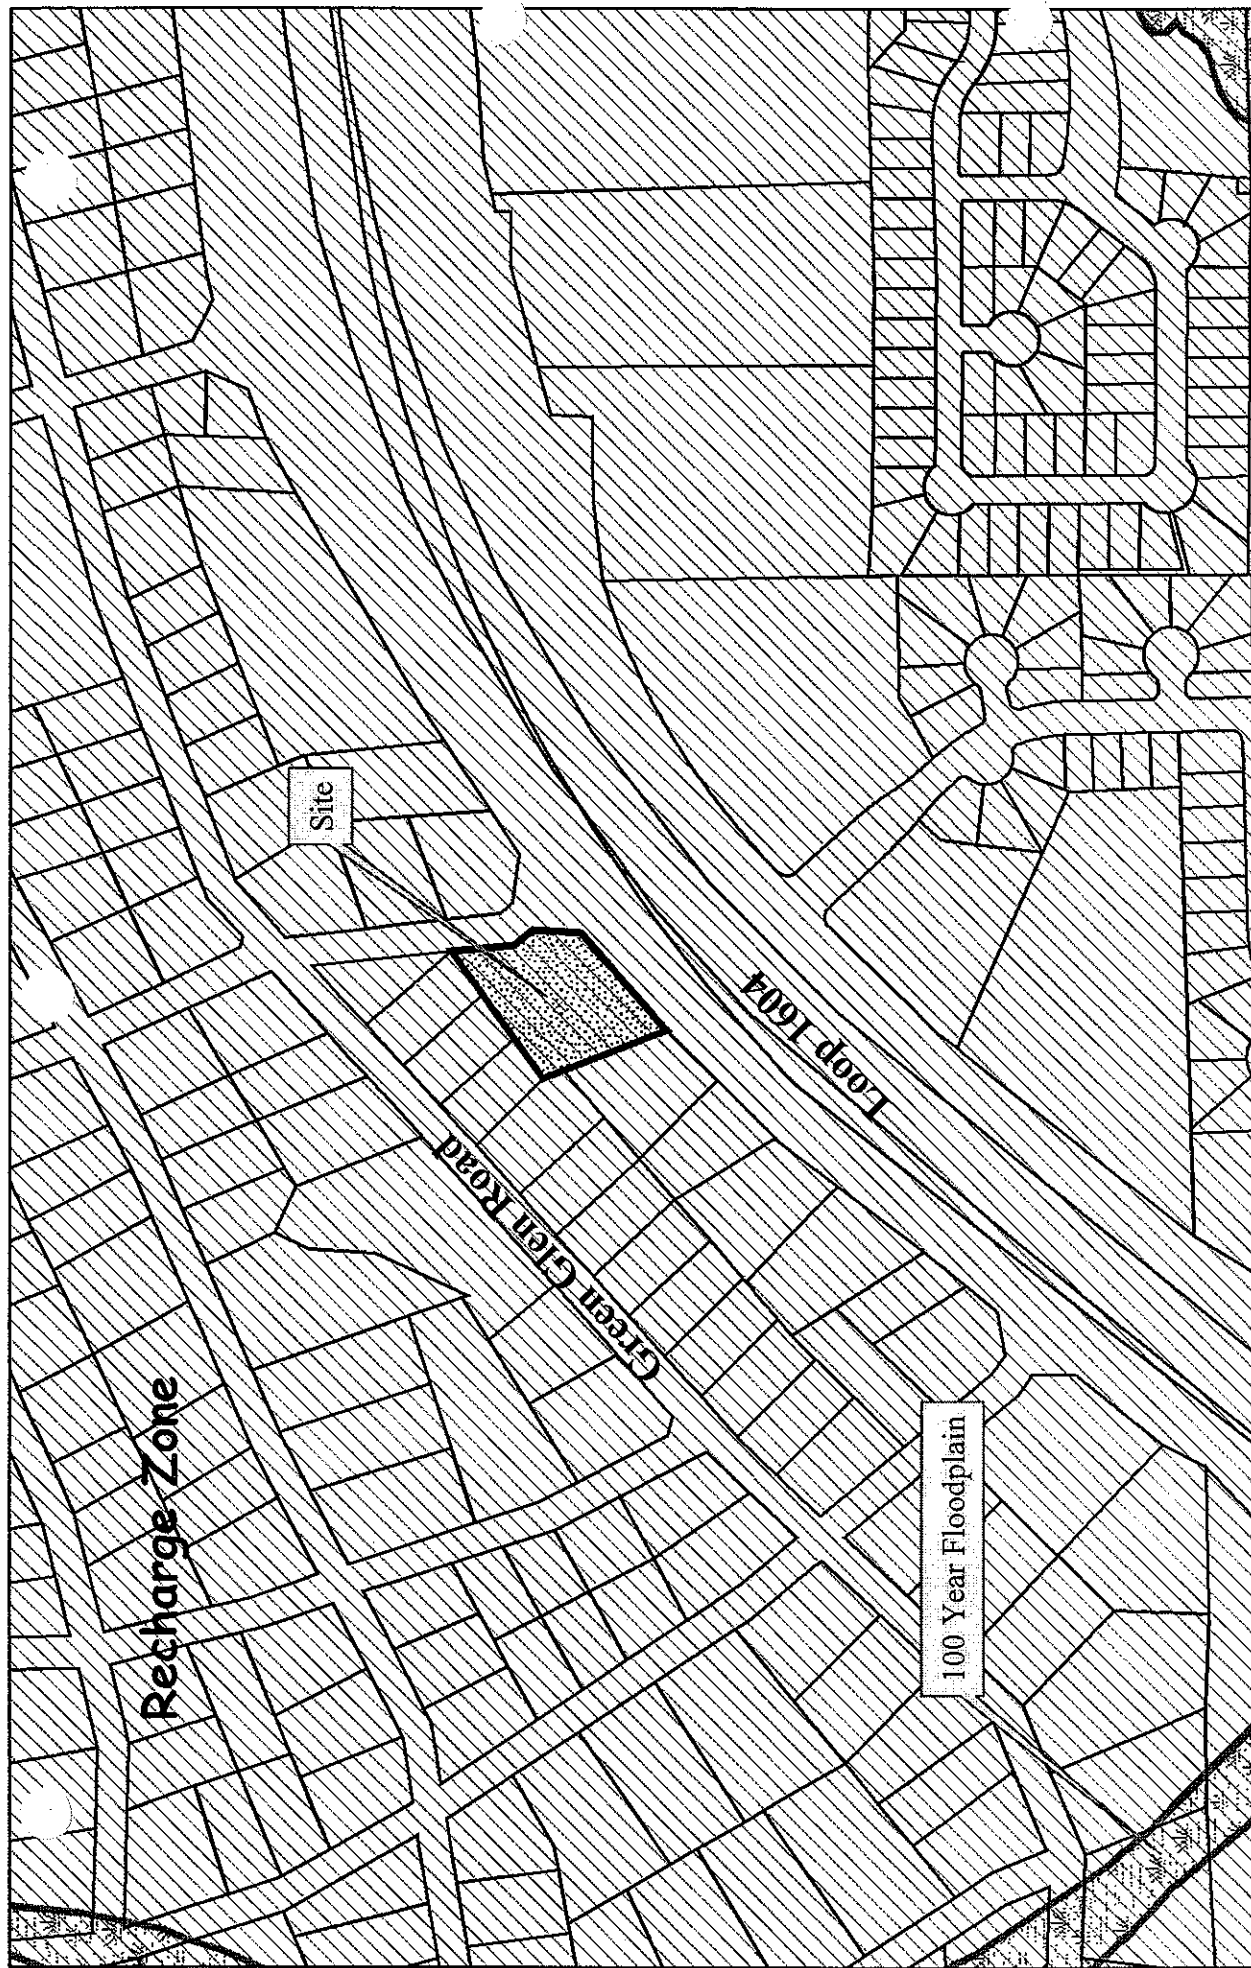 Recharge Zone
Site
Green Glen Road
Loop 1604
100 Year Floodplain